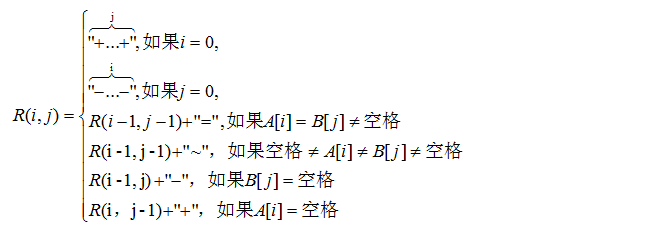 j
"+...+",如果i = 0,
i
"−...−",如果j = 0,
R(i, j) =
R(i −1, j −1)+"=",如果A[i] = B[ j] ≠ 空格
R(i -1, j-1)+"~"，如果空格 ≠ A[i] ≠ B[ j] ≠ 空格
R(i-1, j) +"−"，如果B[ j] = 空格
R(i，j-1)+"+"，如果A[i] = 空格